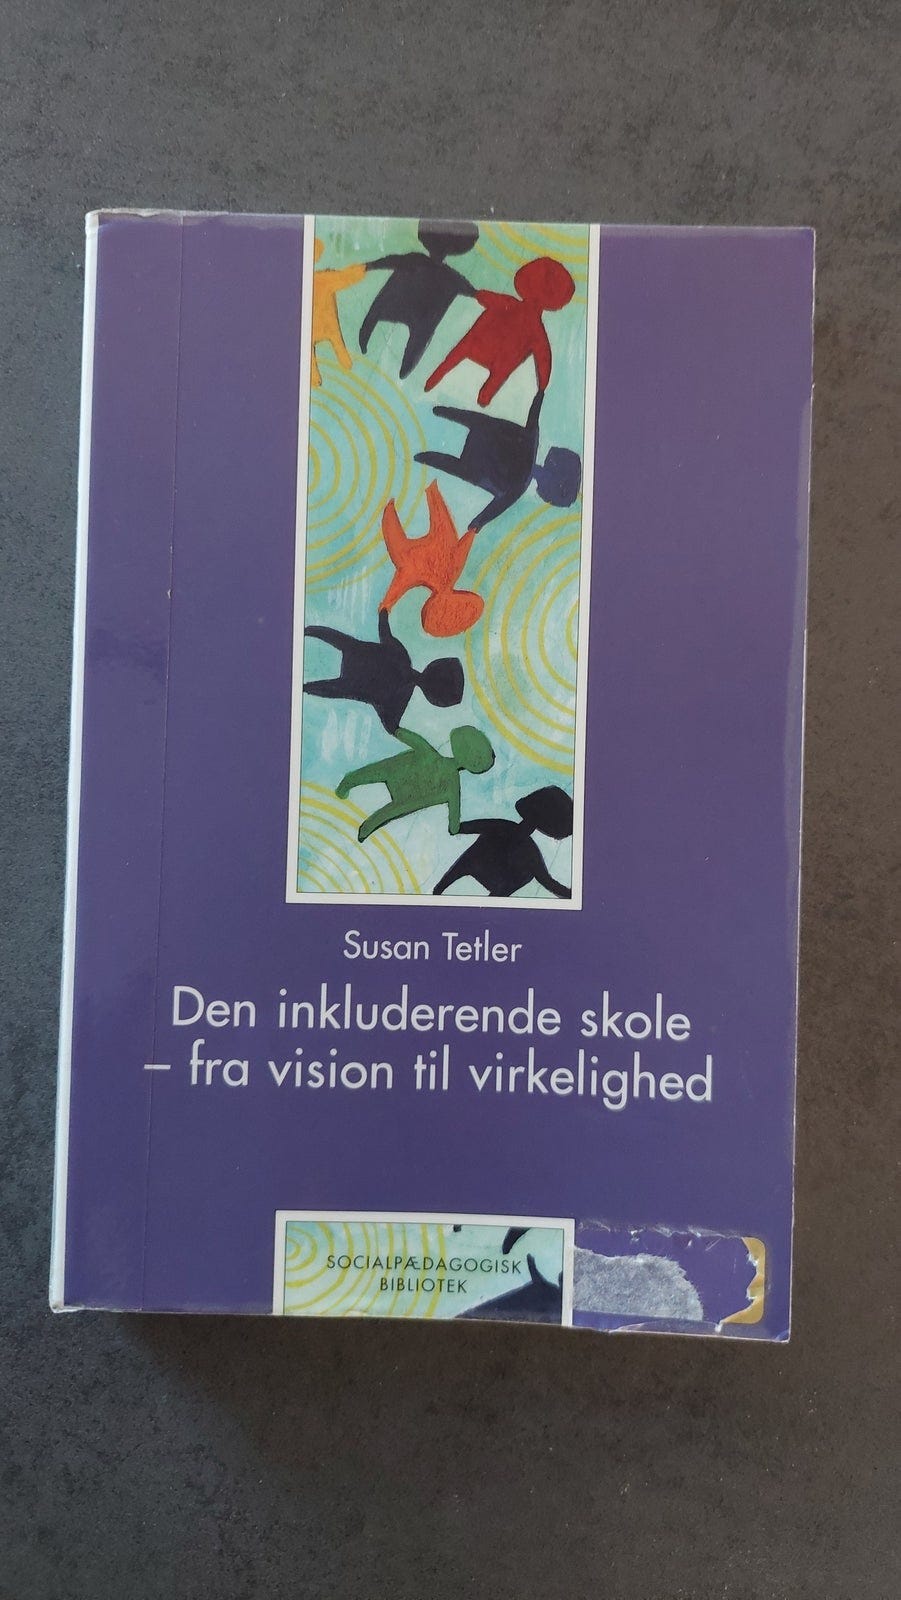 Susan Tetler
Den inkluderende skole
– fra vision til virkelighed
SOCIALPÆDAGOGISK
BIBLIOTEK